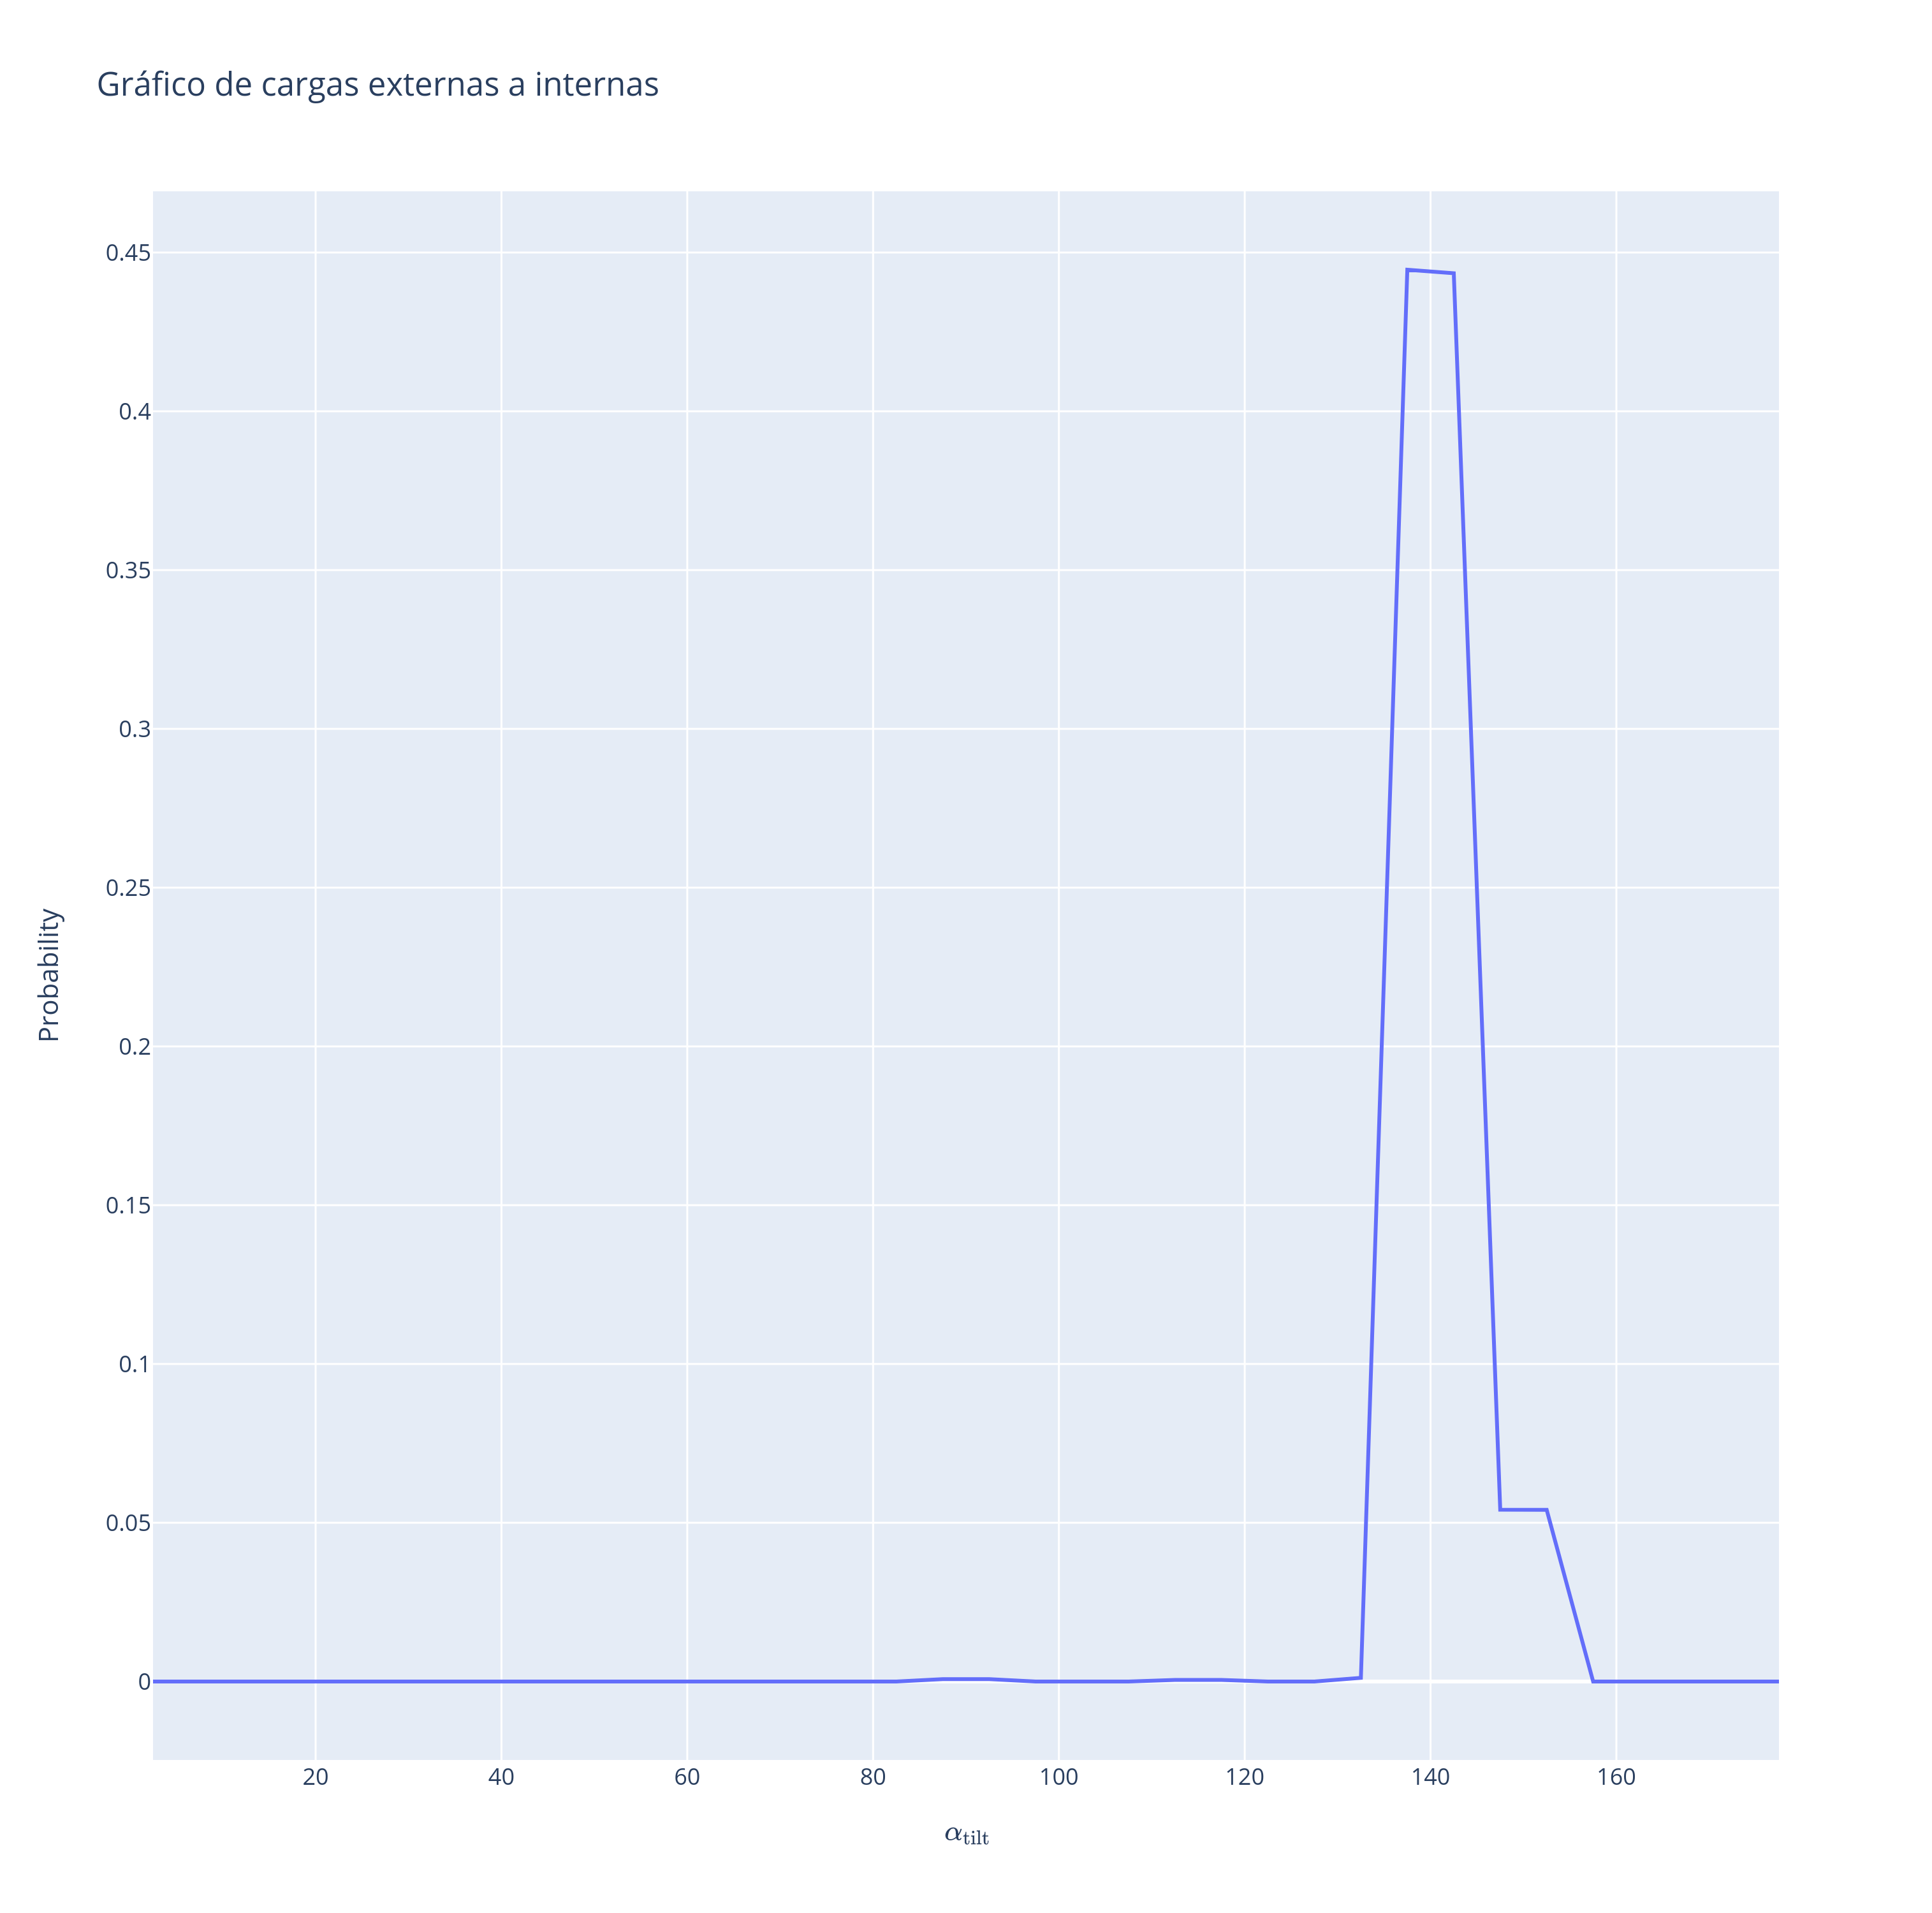 Gráfico de cargas externas a internas
0.45
0.4
0.35
0.3
0.25
0.2
0.15
0.1
0.05
0
Probability
20 40 60 80 100 120 140 160
α_tilt